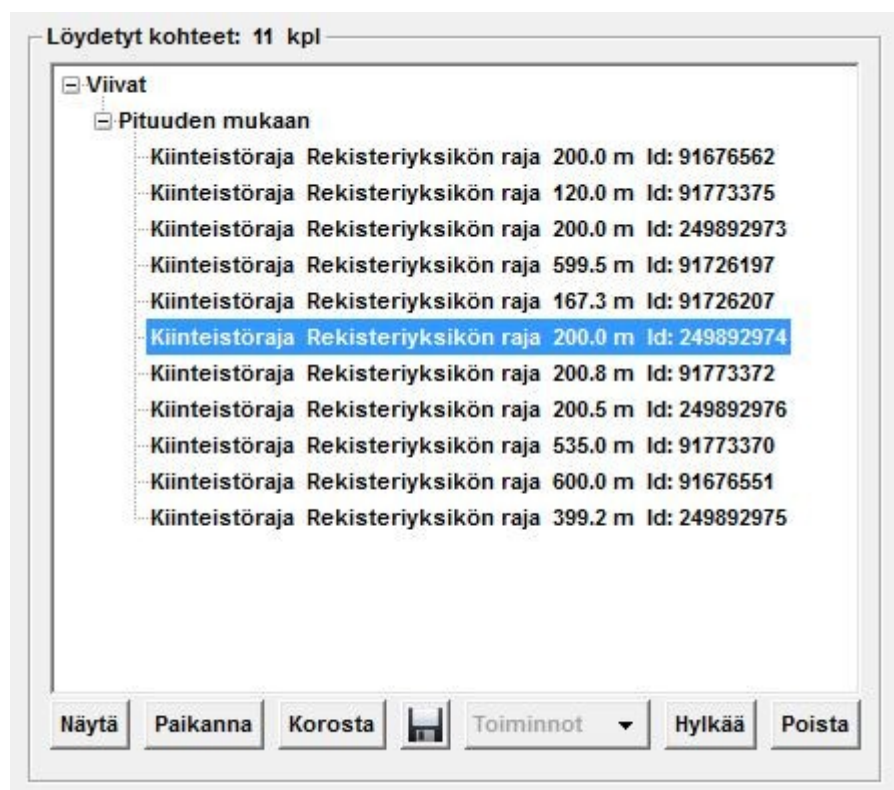 Löydetyt kohteet: 11 kpl
Viivat
Pituuden mukaan
Kiinteistöraja Rekisteriyksikön raja 200.0 m Id: 91676562
Kiinteistöraja Rekisteriyksikön raja 120.0 m Id: 91773375
Kiinteistöraja Rekisteriyksikön raja 200.0 m Id: 249892973
Kiinteistöraja Rekisteriyksikön raja 599.5 m Id: 91726197
Kiinteistöraja Rekisteriyksikön raja 167.3 m Id: 91726207
Kiinteistöraja Rekisteriyksikön raja 200.0 m Id: 249892974
Kiinteistöraja Rekisteriyksikön raja 200.8 m Id: 91773372
Kiinteistöraja Rekisteriyksikön raja 200.5 m Id: 249892976
Kiinteistöraja Rekisteriyksikön raja 535.0 m Id: 91773370
Kiinteistöraja Rekisteriyksikön raja 600.0 m Id: 91676551
Kiinteistöraja Rekisteriyksikön raja 399.2 m Id: 249892975
Näytä Paikanna Korosta Toiminnot Hylkää Poista